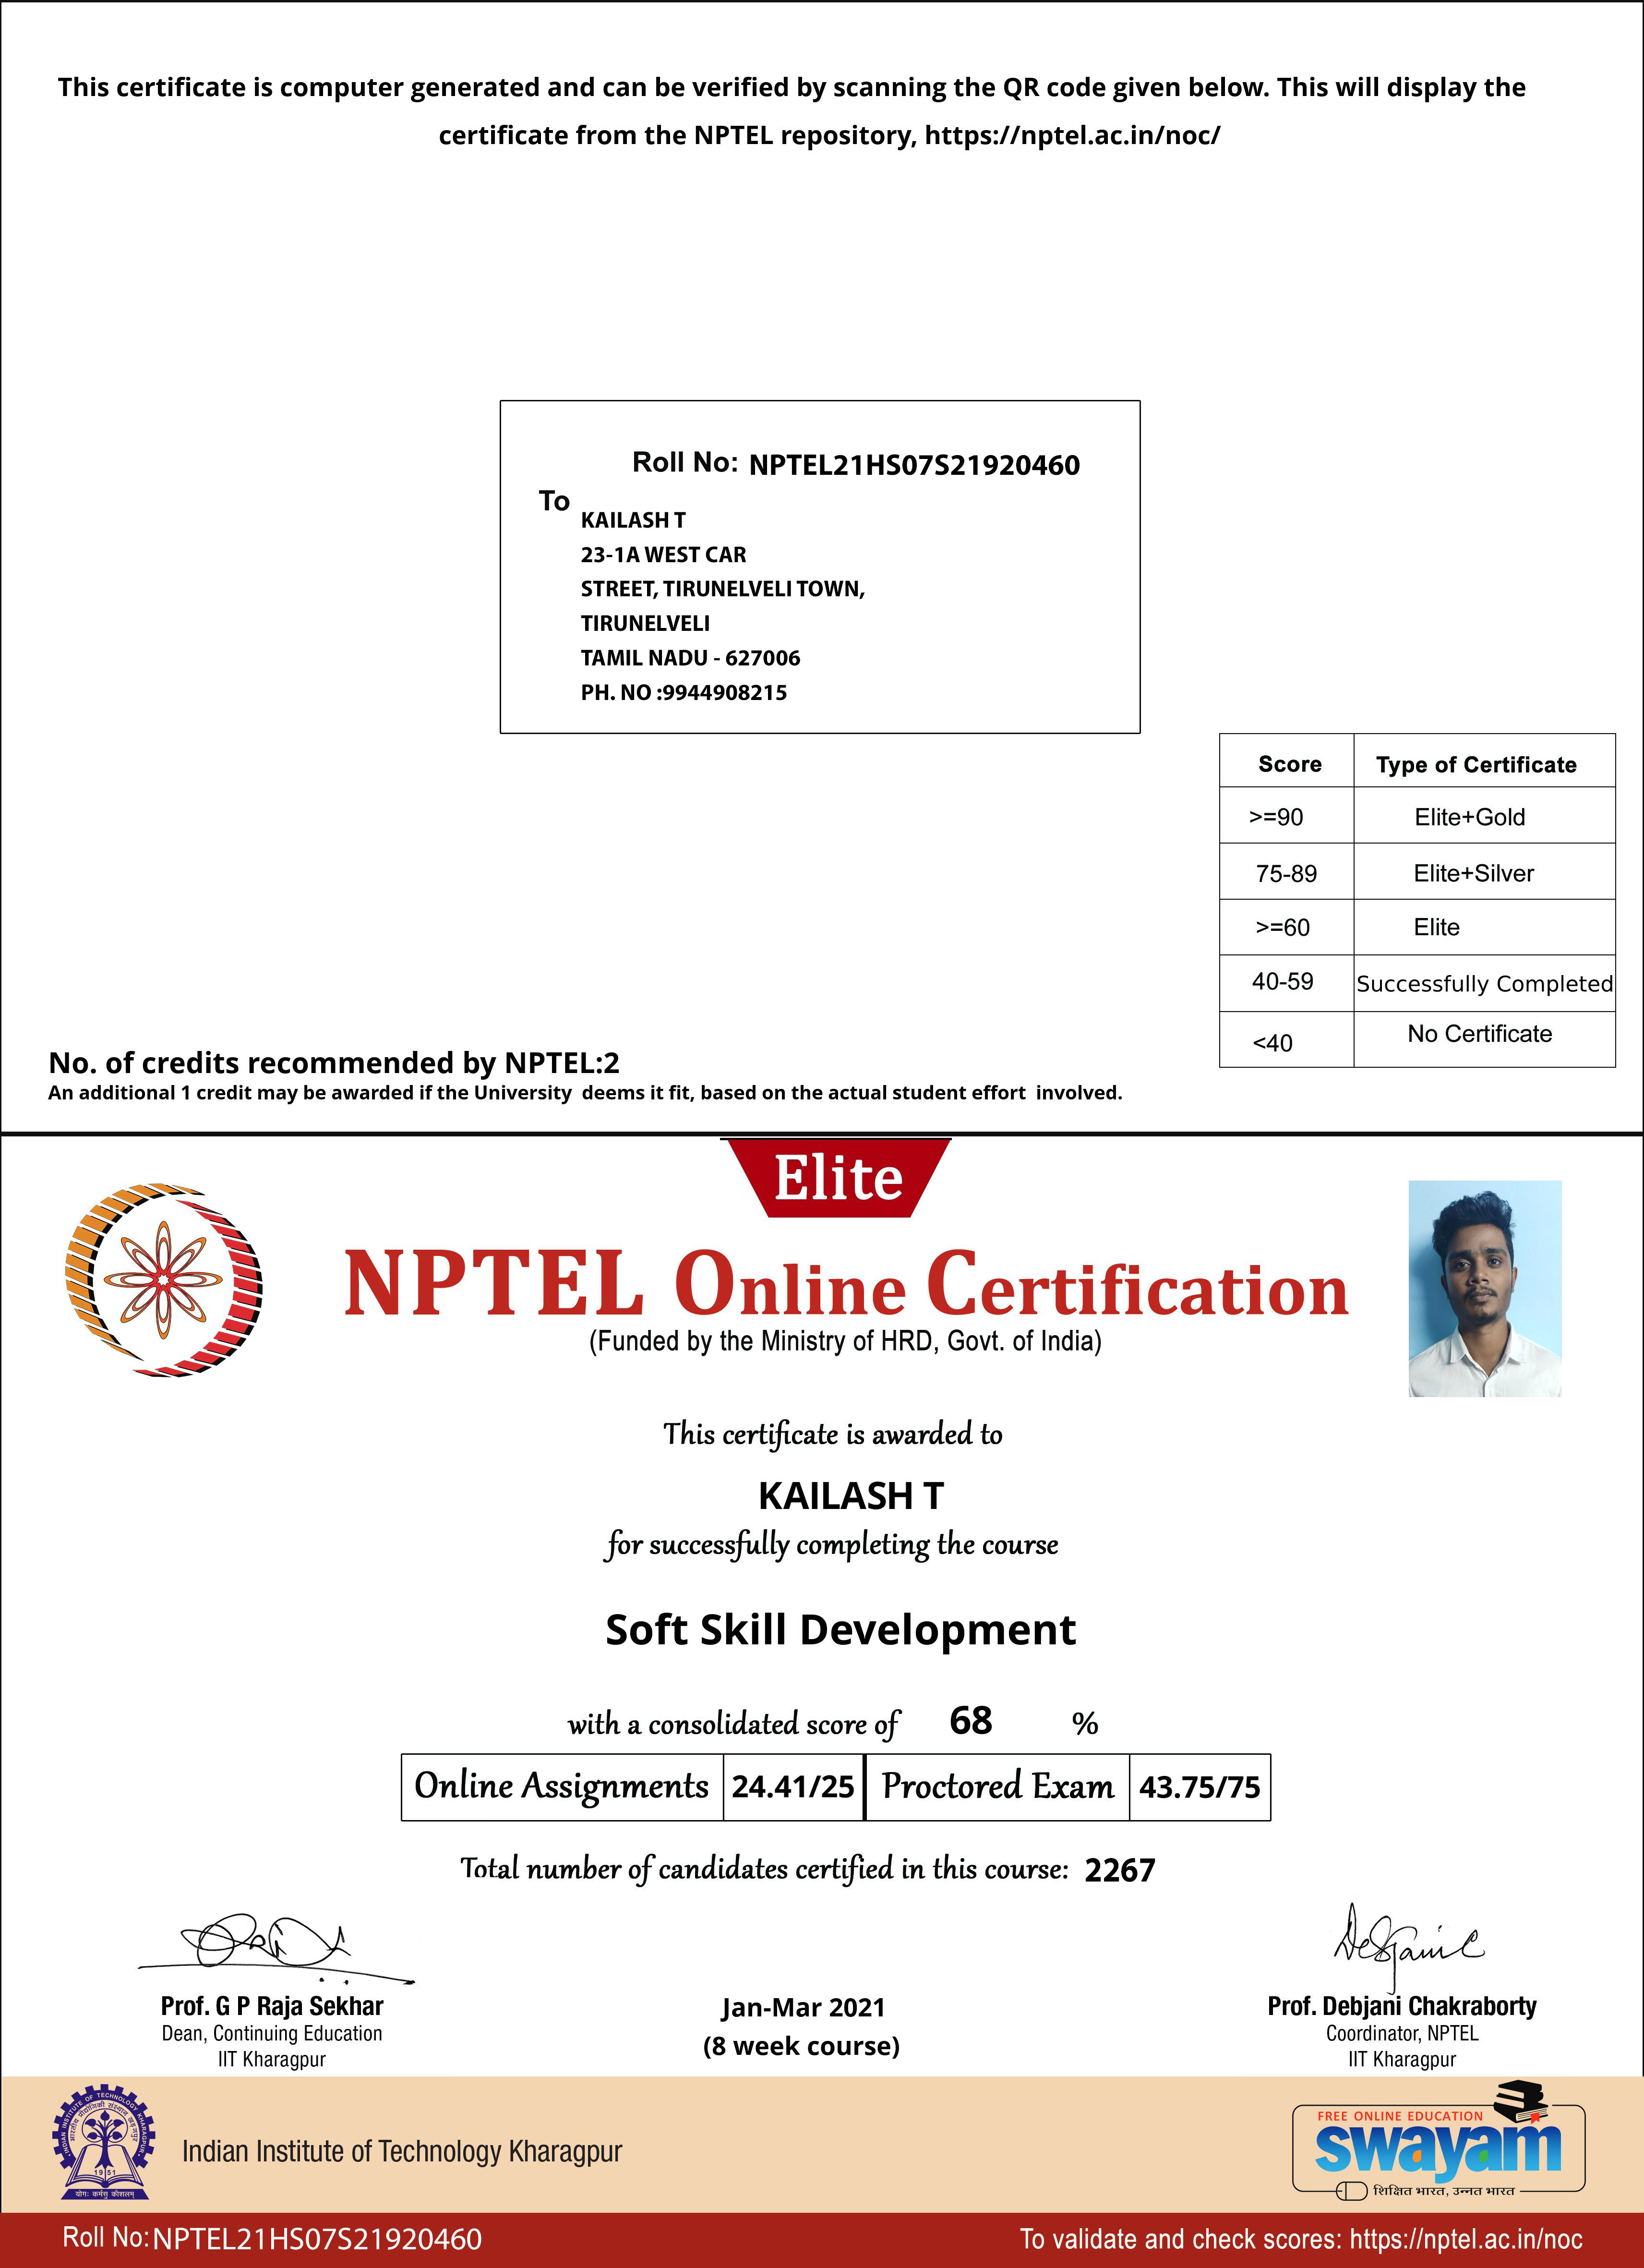 This certificate is computer generated and can be verified by scanning the QR code given below. This will display the
certificate from the NPTEL repository, https://nptel.ac.in/noc/
Roll No: NPTEL21HS07S21920460
To
KAILASH T
23-1A WEST CAR
STREET, TIRUNELVELI TOWN,
TIRUNELVELI
TAMIL NADU - 627006
PH. NO :9944908215
Score Type of Certificate
>=90 Elite+Gold
75-89 Elite+Silver
>=60 Elite
40-59 Successfully Completed
<40 No Certificate
No. of credits recommended by NPTEL:2
An additional 1 credit may be awarded if the University deems it fit, based on the actual student effort involved.
Elite
NPTEL Online Certification
(Funded by the Ministry of HRD, Govt. of India)
This certificate is awarded to
KAILASH T
for successfully completing the course
Soft Skill Development
with a consolidated score of 68 %
Online Assignments 24.41/25 Proctored Exam 43.75/75
Total number of candidates certified in this course: 2267
Prof. G P Raja Sekhar
Dean, Continuing Education
IIT Kharagpur
Jan-Mar 2021
(8 week course)
Debjani C
Prof. Debjani Chakraborty
Coordinator, NPTEL
IIT Kharagpur
INDIAN INSTITUTE OF TECHNOLOGY KHARAGPUR
भारतीय प्रौद्योगिकी संस्थान खड़गपुर
1951
योगः कर्मसु कौशलम्
Indian Institute of Technology Kharagpur
FREE ONLINE EDUCATION
swayam
शिक्षित भारत, उन्नत भारत
Roll No: NPTEL21HS07S21920460
To validate and check scores: https://nptel.ac.in/noc